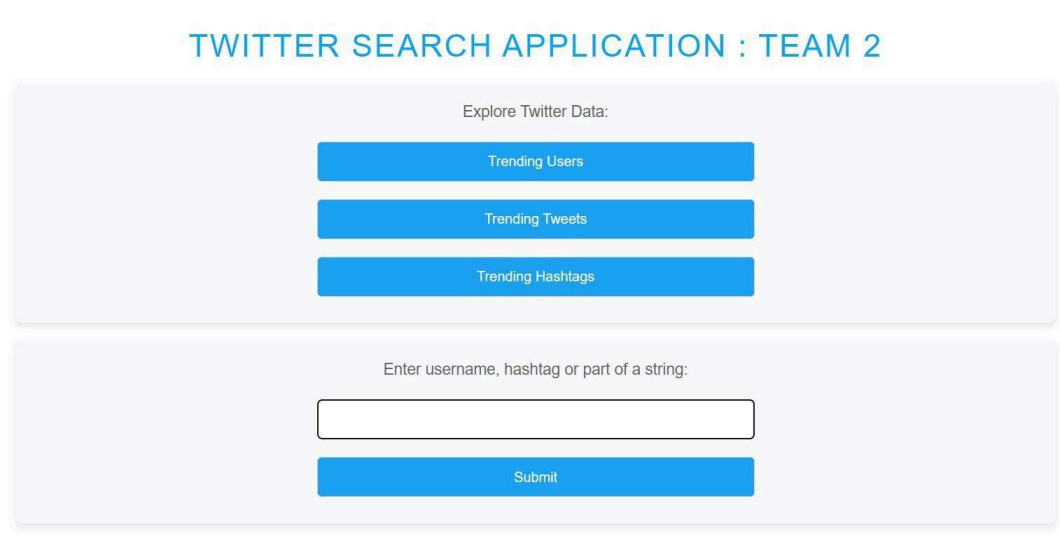 TWITTER SEARCH APPLICATION : TEAM 2
Explore Twitter Data:
Trending Users
Trending Tweets
Trending Hashtags
Enter username, hashtag or part of a string:
Submit